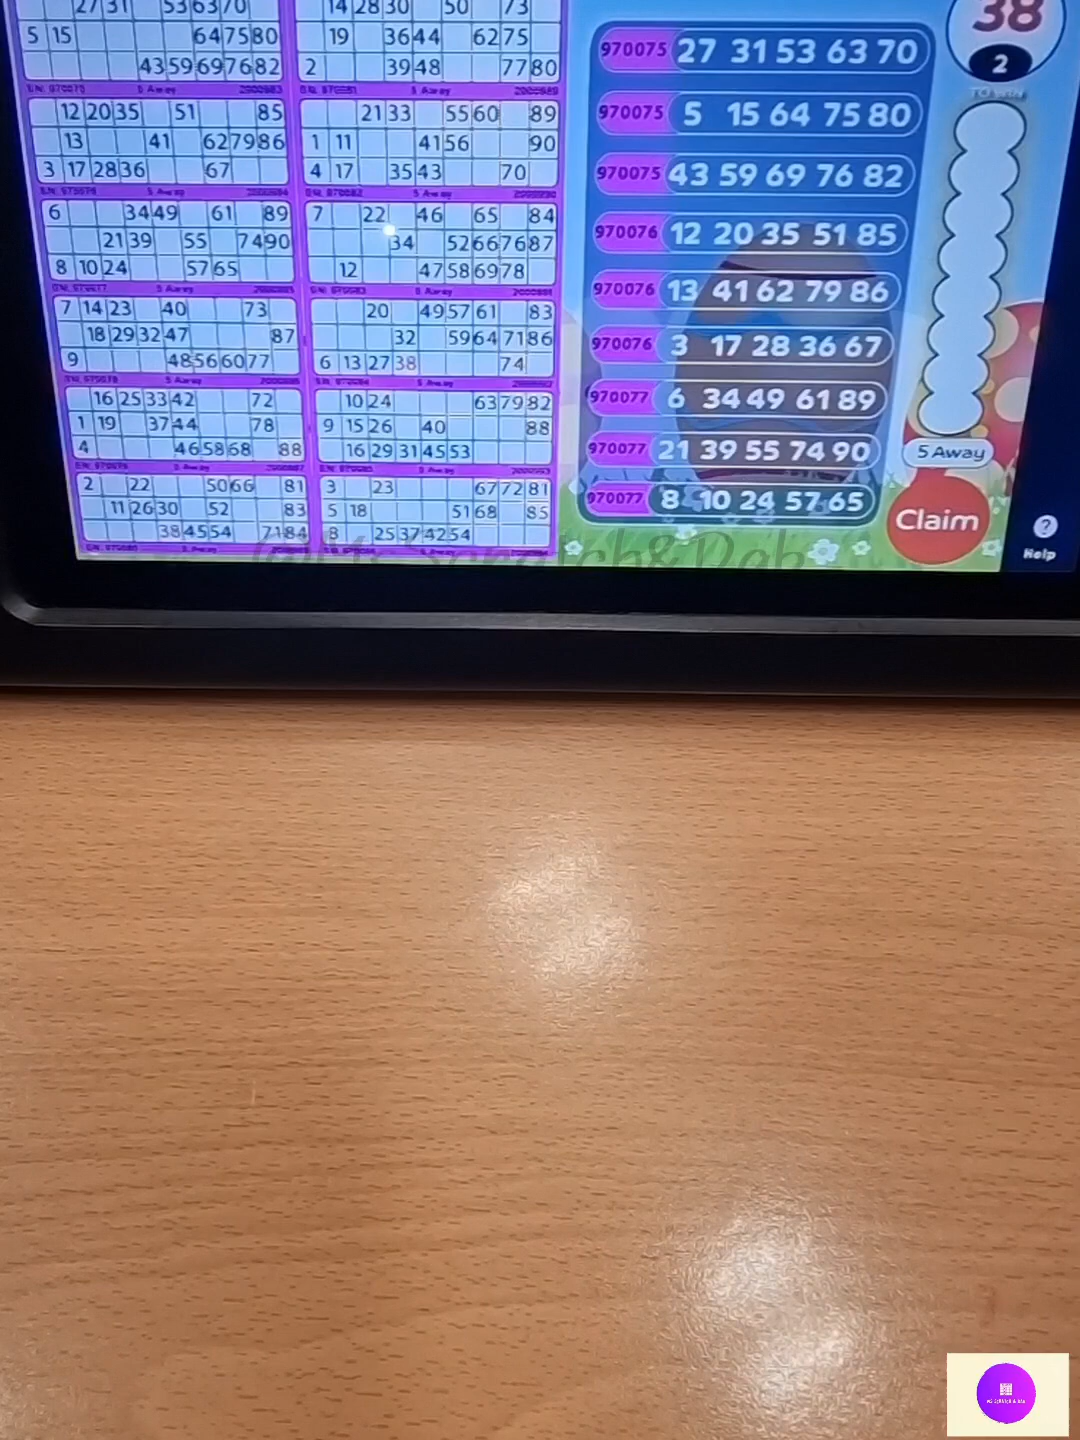 27 31 53 63 70
5 15 64 75 80
43 59 69 76 82
14 28 30 50 73
19 36 44 62 75
2 39 48 77 80
12 20 35 51 85
13 41 62 79 86
3 17 28 36 67
21 33 55 60 89
1 11 41 56 90
4 17 35 43 70
6 34 49 61 89
21 39 55 74 90
8 10 24 57 65
7 22 46 65 84
34 52 66 76 87
12 47 58 69 78
7 14 23 40 73
18 29 32 47 87
9 48 56 60 77
20 49 57 61 83
32 59 64 71 86
6 13 27 38 74
16 25 33 42 72
1 19 37 44 78
4 46 58 68 88
10 24 63 79 82
9 15 26 40 88
16 29 31 45 53
2 22 50 66 81
11 26 30 52 83
38 45 54 71 84
3 23 67 72 81
5 18 51 68 85
8 25 37 42 54
970075 27 31 53 63 70
970075 5 15 64 75 80
970075 43 59 69 76 82
970076 12 20 35 51 85
970076 13 41 62 79 86
970076 3 17 28 36 67
970077 6 34 49 61 89
970077 21 39 55 74 90
970077 8 10 24 57 65
38
2
5 Away
Claim
?
Help
Scratch & Dab